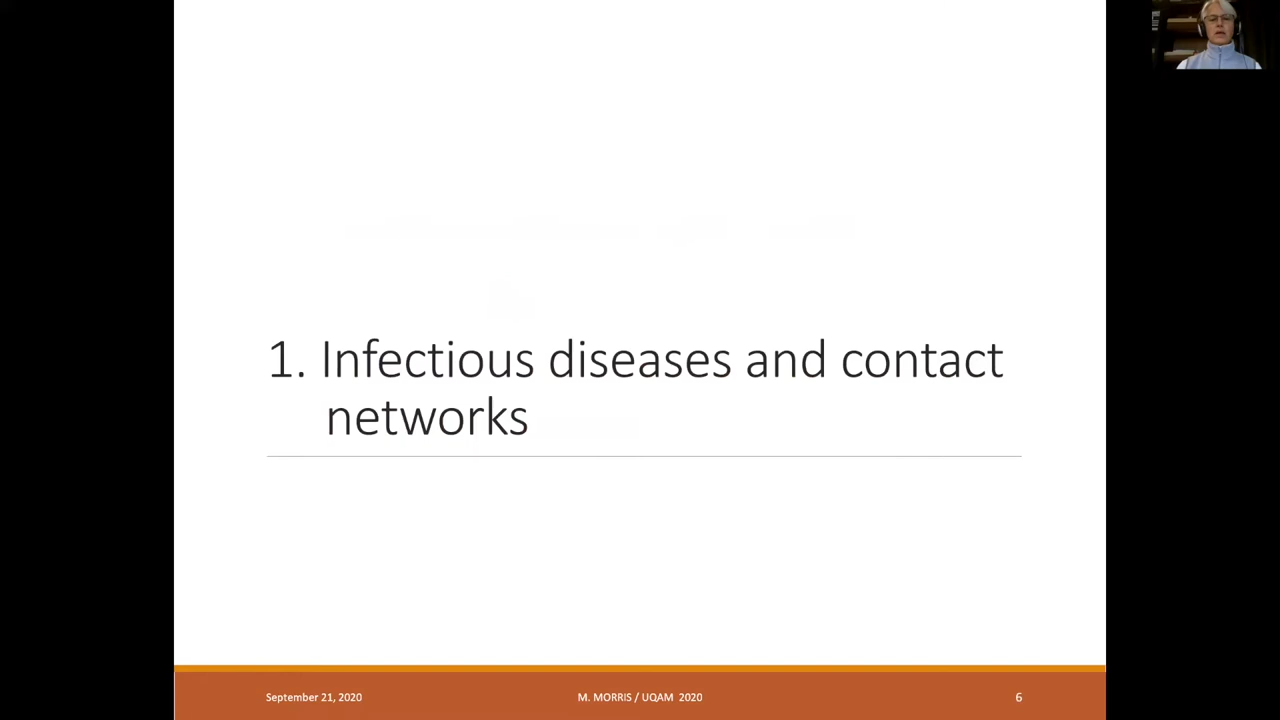 1. Infectious diseases and contact
networks
September 21, 2020
M. MORRIS / UQAM 2020
6